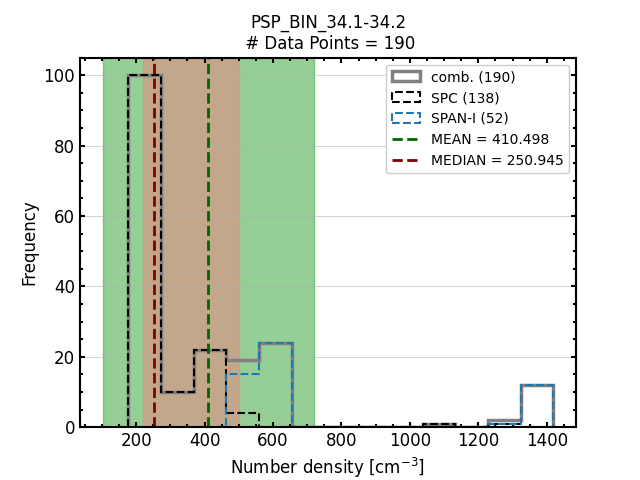 PSP_BIN_34.1-34.2
# Data Points = 190
comb. (190)
SPC (138)
SPAN-I (52)
MEAN = 410.498
MEDIAN = 250.945
Frequency
100
80
60
40
20
0
200 400 600 800 1000 1200 1400
Number density [cm⁻³]